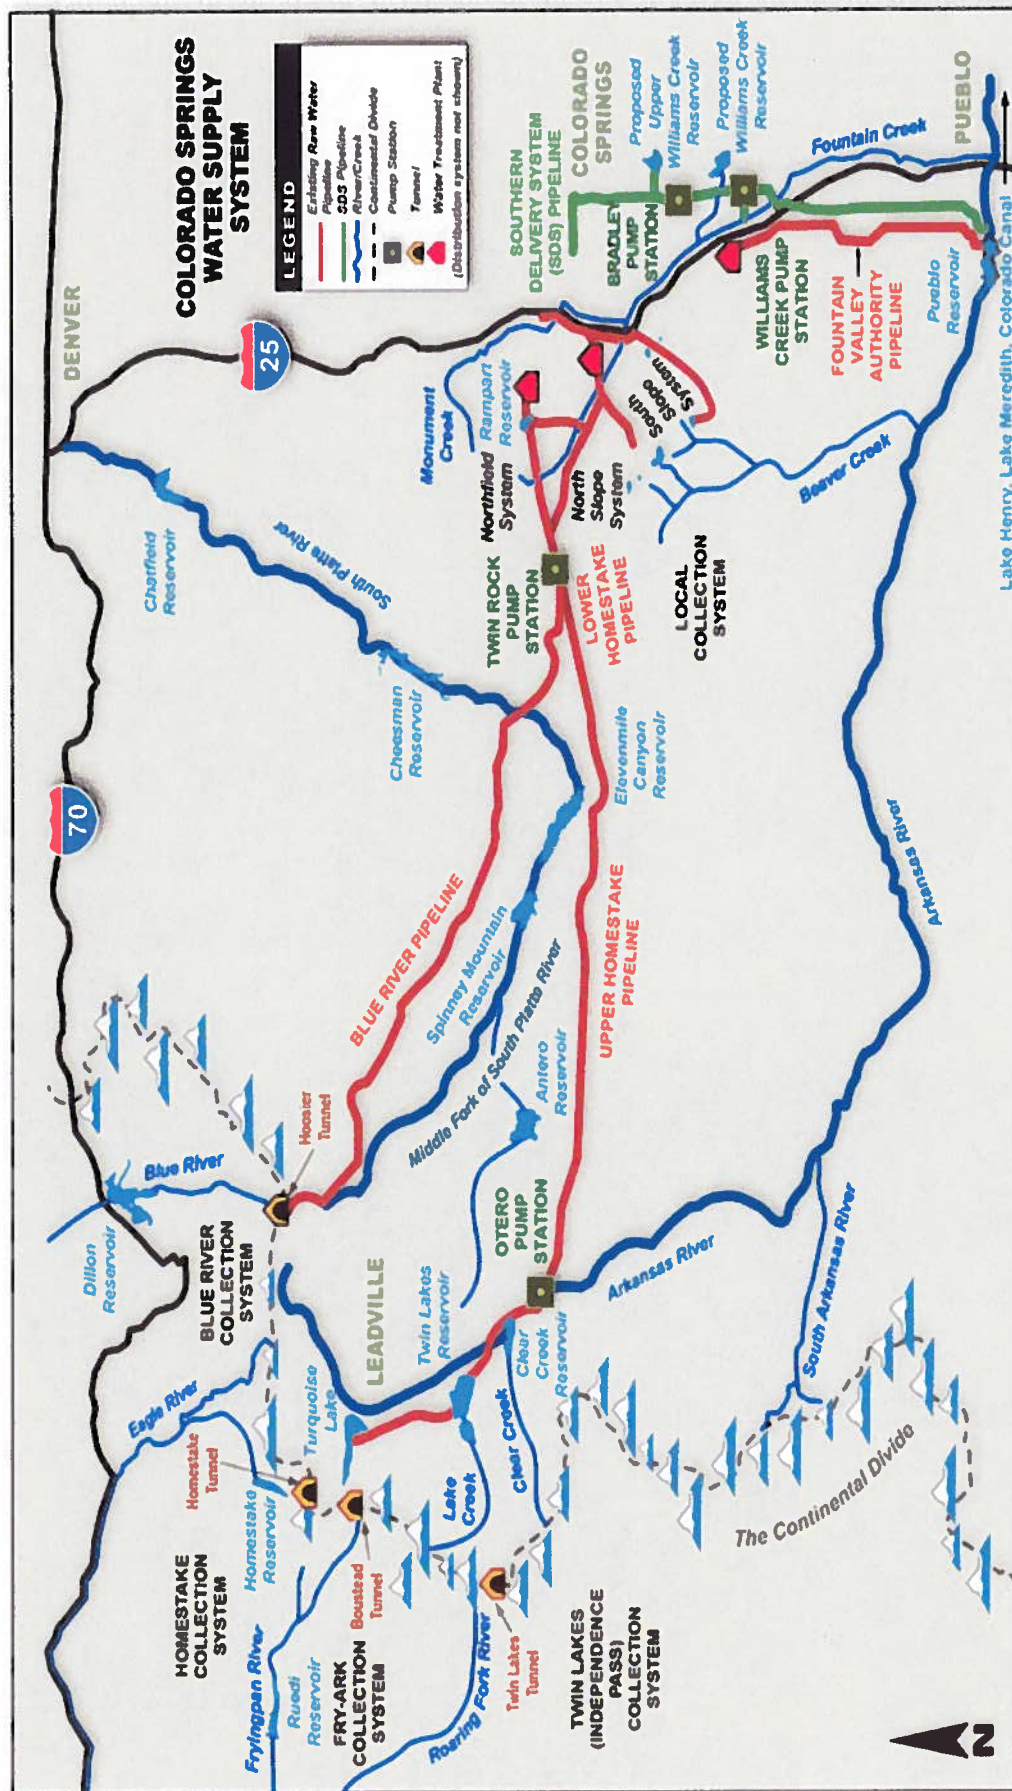 COLORADO SPRINGS
WATER SUPPLY
SYSTEM
LEGEND
Existing Raw Water
Pipeline
SDS Pipeline
River/Creek
Continental Divide
Pump Station
Tunnel
Water Treatment Plant
(Distribution system not shown)
DENVER
70
25
Dillon
Reservoir
Blue River
BLUE RIVER
COLLECTION
SYSTEM
Hoosier
Tunnel
Chatfield
Reservoir
South Platte River
Cheesman
Reservoir
Eagle River
Homestake
Tunnel
Homestake
Reservoir
HOMESTAKE
COLLECTION
SYSTEM
Fryingpan River
Ruedi
Reservoir
FRY-ARK
COLLECTION
SYSTEM
Boustead
Tunnel
Turquoise
Lake
LEADVILLE
Twin Lakes
Reservoir
BLUE RIVER PIPELINE
Spinney Mountain
Reservoir
Middle Fork of South Platte River
Antero
Reservoir
Monument
Creek
Rampart
Reservoir
Northfield
System
North
Slope
System
South
Slope
System
TWIN ROCK
PUMP
STATION
LOWER
HOMESTAKE
PIPELINE
Elevenmile
Canyon
Reservoir
UPPER HOMESTAKE
PIPELINE
OTERO
PUMP
STATION
Clear
Creek
Reservoir
Clear Creek
Lake
Creek
Roaring Fork River
Twin Lakes
Tunnel
TWIN LAKES
(INDEPENDENCE
PASS)
COLLECTION
SYSTEM
SOUTHERN
DELIVERY SYSTEM
(SDS) PIPELINE
COLORADO
SPRINGS
BRADLEY
PUMP
STATION
Proposed
Upper
Williams Creek
Reservoir
Proposed
Williams Creek
Reservoir
WILLIAMS
CREEK PUMP
STATION
FOUNTAIN
VALLEY
AUTHORITY
PIPELINE
Fountain Creek
PUEBLO
Pueblo
Reservoir
LOCAL
COLLECTION
SYSTEM
Beaver Creek
Arkansas River
Arkansas River
South Arkansas River
The Continental Divide
Lake Henry, Lake Meredith, Colorado Canal
N